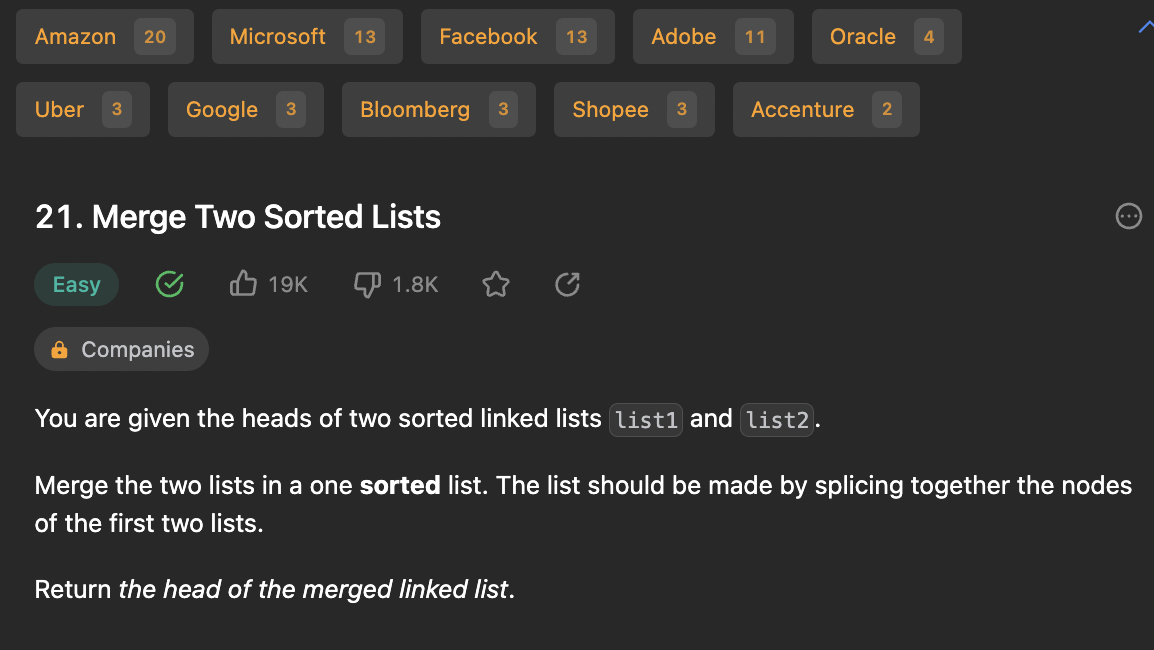 Amazon 20 Microsoft 13 Facebook 13 Adobe 11 Oracle 4
Uber 3 Google 3 Bloomberg 3 Shopee 3 Accenture 2
21. Merge Two Sorted Lists
Easy 19K 1.8K
Companies
You are given the heads of two sorted linked lists list1 and list2.
Merge the two lists in a one sorted list. The list should be made by splicing together the nodes
of the first two lists.
Return the head of the merged linked list.